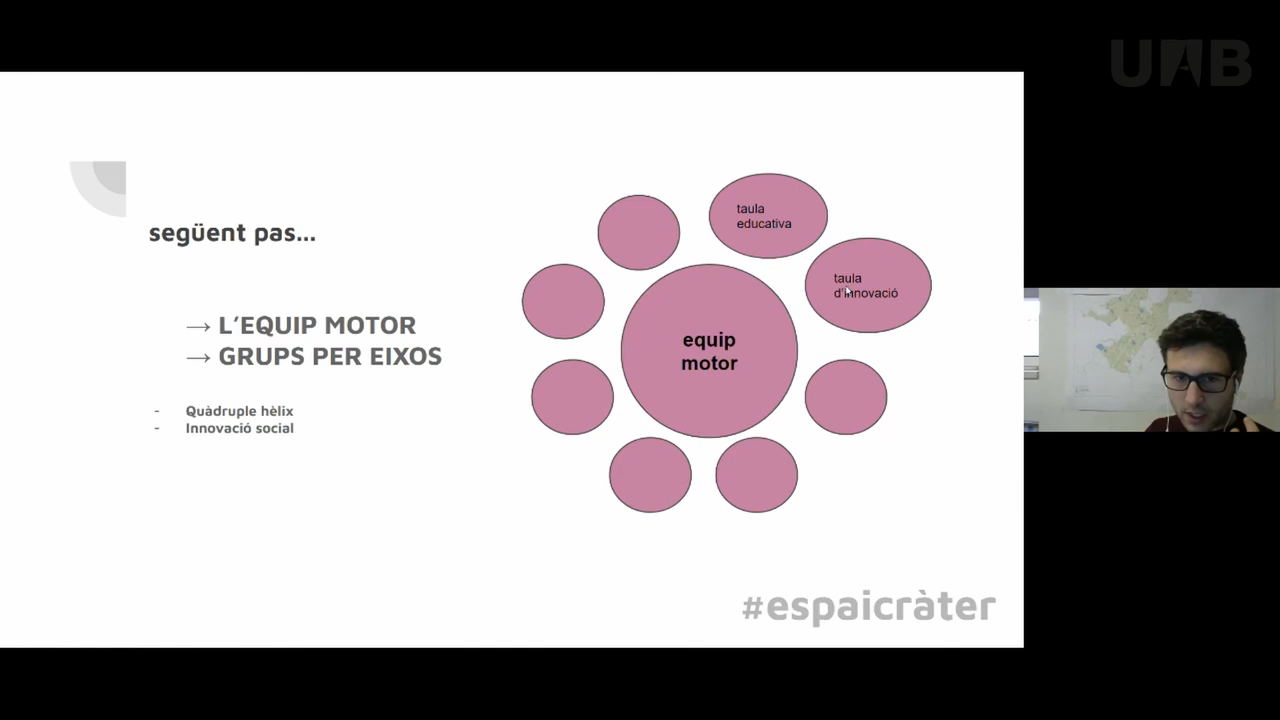 UAB
següent pas...
→ L'EQUIP MOTOR
→ GRUPS PER EIXOS
- Quàdruple hèlix
- Innovació social
taula
educativa
taula
d'innovació
equip
motor
#espaicràter